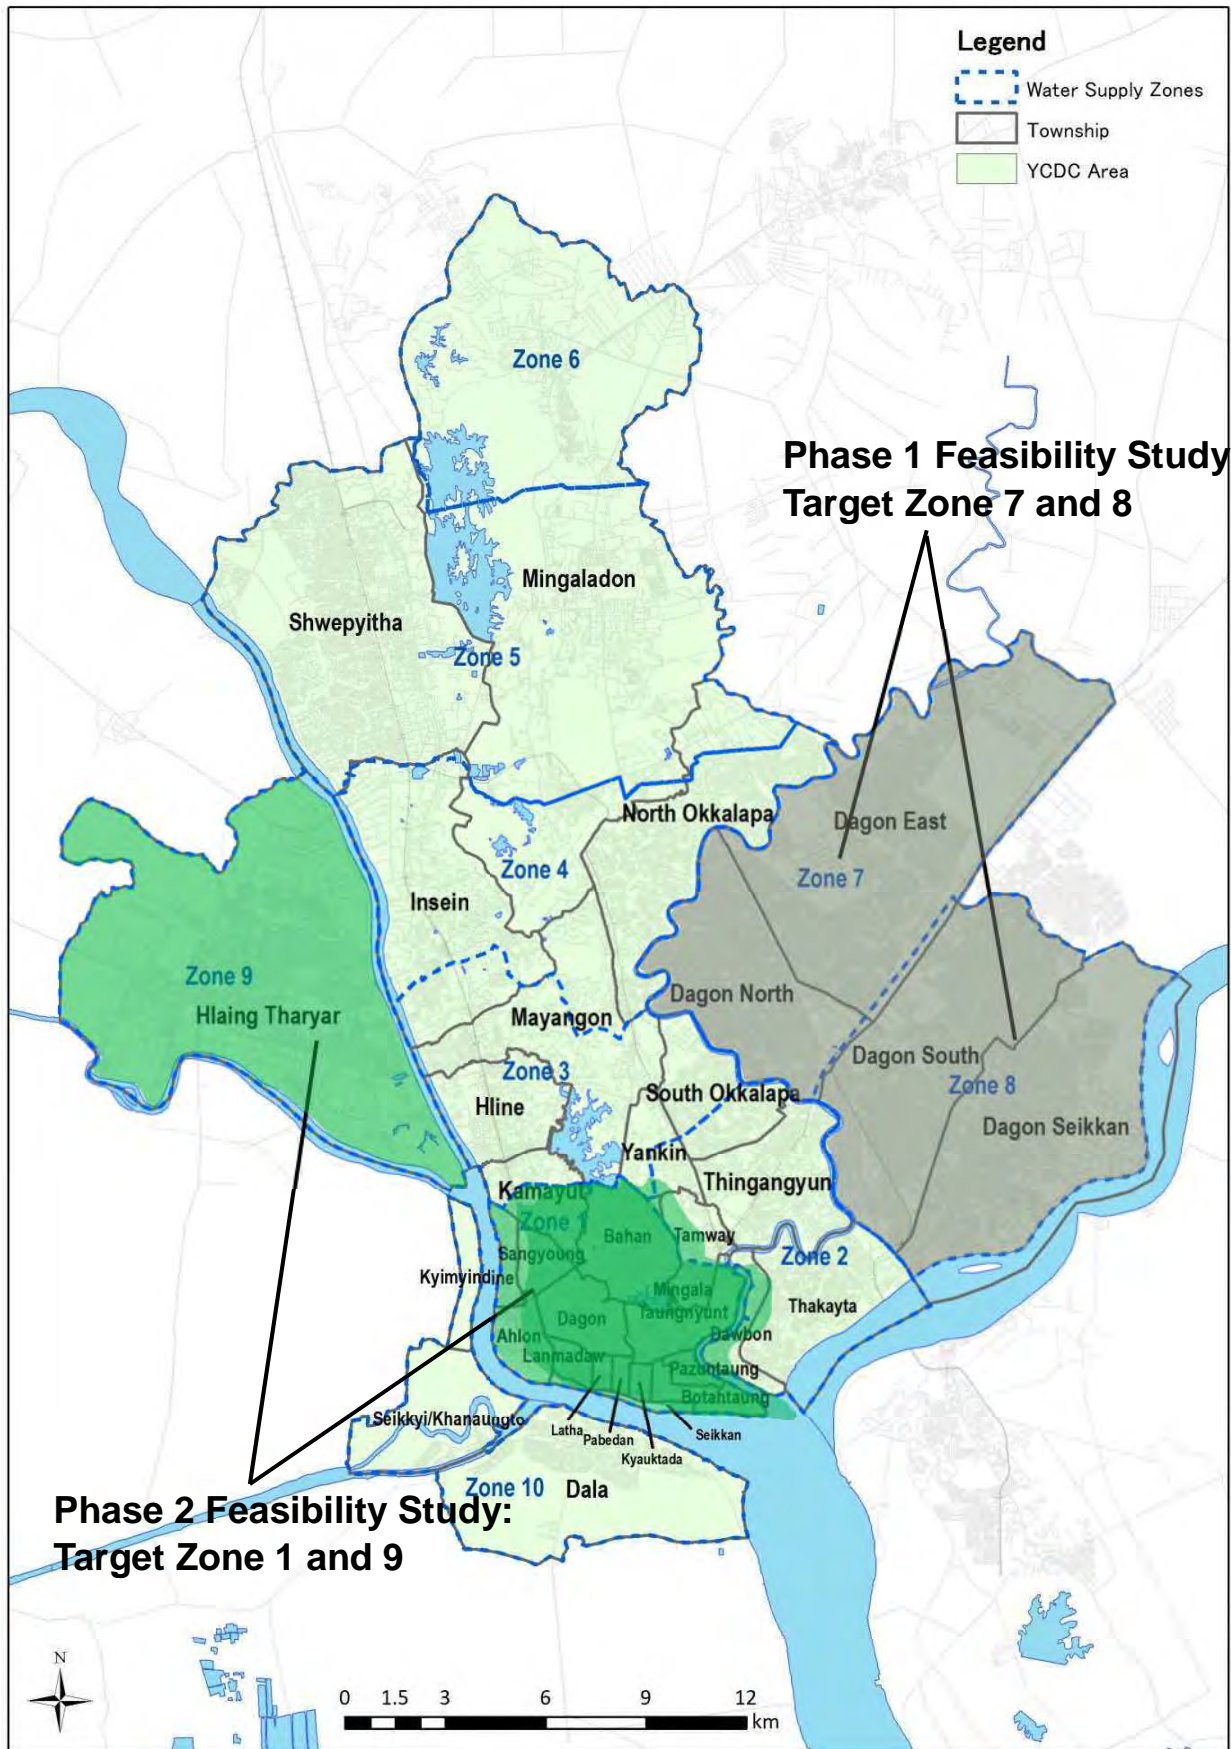 Legend
Water Supply Zones
Township
YCDC Area
Zone 6
Phase 1 Feasibility Study
Target Zone 7 and 8
Mingaladon
Shwepyitha
Zone 5
North Okkalapa
Dagon East
Zone 4
Zone 7
Insein
Zone 9
Dagon North
Hlaing Tharyar
Mayangon
Dagon South
Zone 3
Zone 8
South Okkalapa
Hline
Dagon Seikkan
Yankin
Thingangyun
Kamayut
Zone 1
Bahan
Tamway
Sangyoung
Zone 2
Kyimyindine
Mingala
Taungnyunt
Thakayta
Dagon
Ahlon
Dawbon
Lanmadaw
Pazuntaung
Botahtaung
Seikkyi/Khanaungto
Latha
Pabedan
Seikkan
Kyauktada
Zone 10
Dala
Phase 2 Feasibility Study:
Target Zone 1 and 9
N
0 1.5 3 6 9 12
km